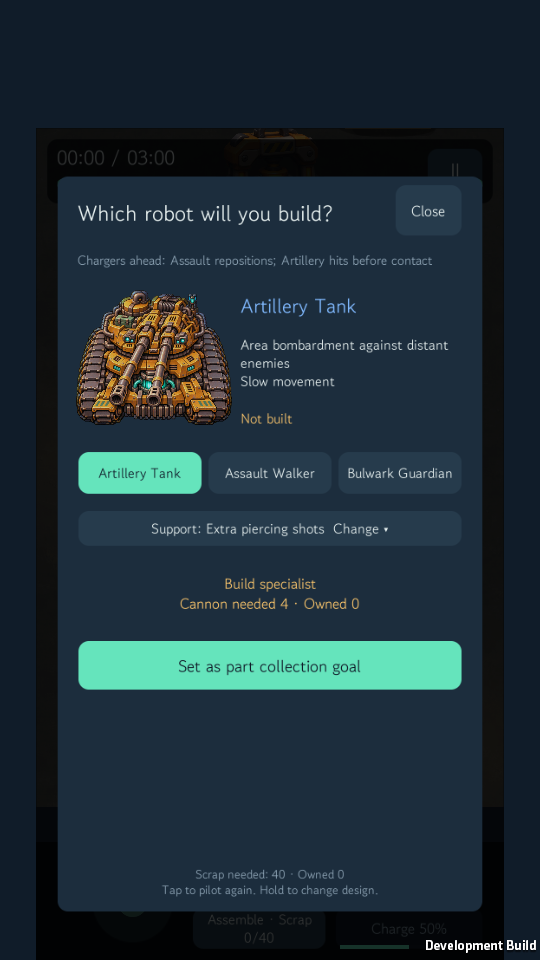 00:00 / 03:00
||
Which robot will you build?
Close
Chargers ahead: Assault repositions; Artillery hits before contact
Artillery Tank
Area bombardment against distant
enemies
Slow movement
Not built
Artillery Tank
Assault Walker
Bulwark Guardian
Support: Extra piercing shots Change ▾
Build specialist
Cannon needed 4 · Owned 0
Set as part collection goal
Scrap needed: 40 · Owned 0
Tap to pilot again. Hold to change design.
Assemble · Scrap
0/40
Charge 50%
Development Build